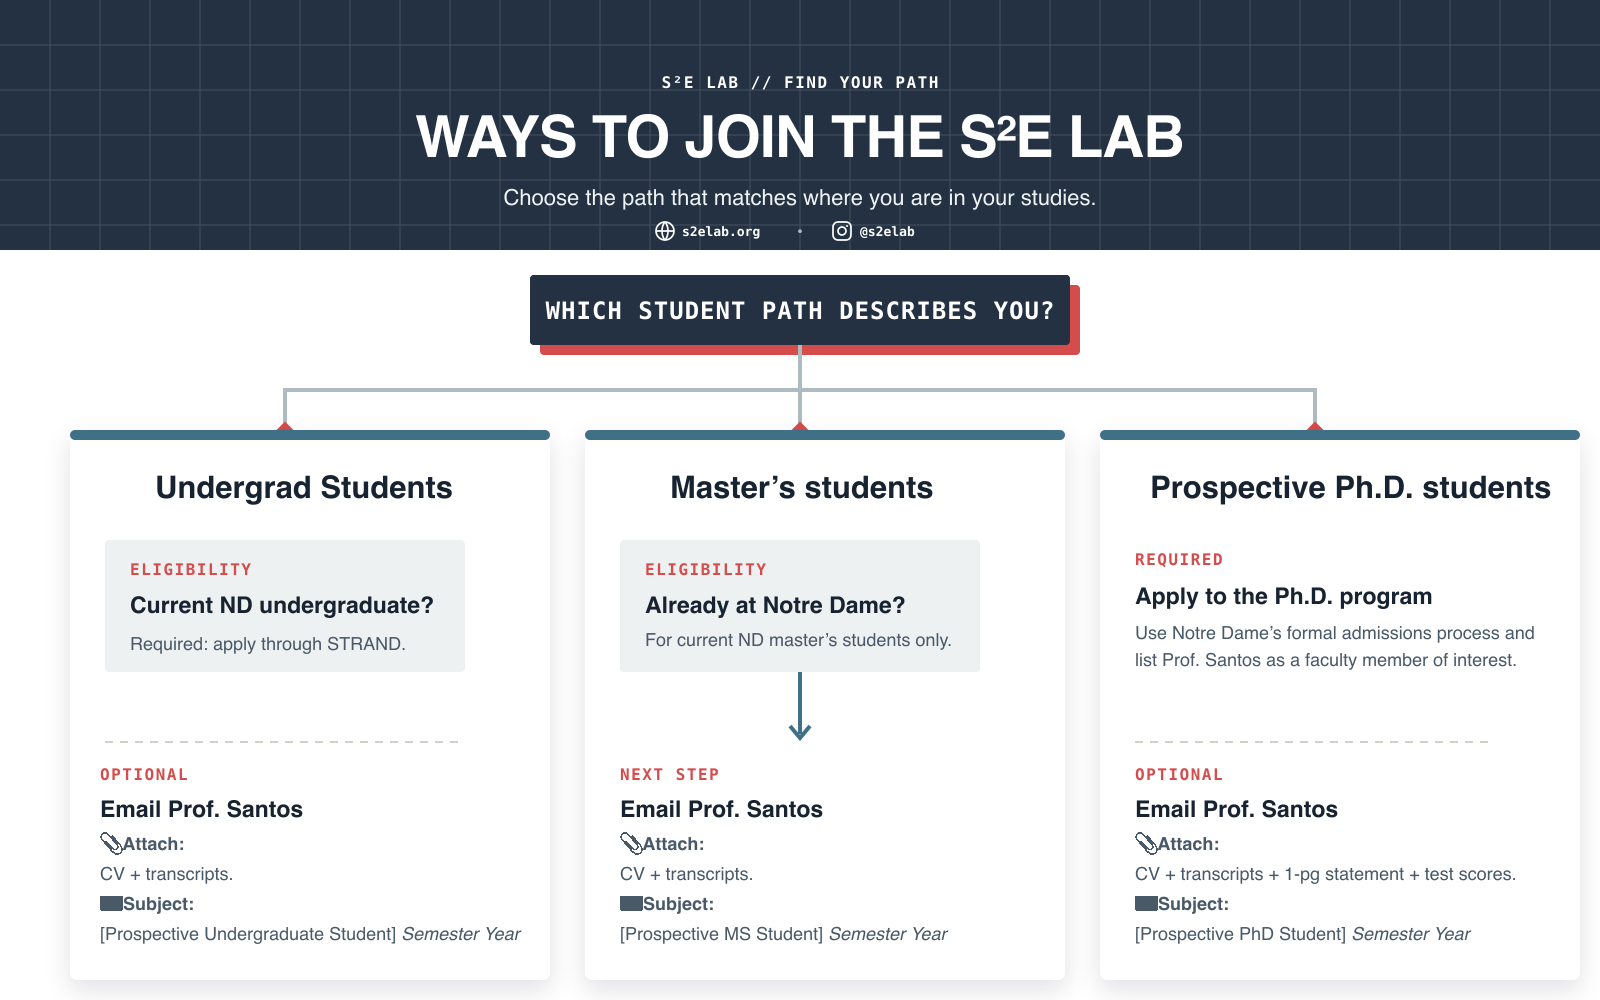 S²E LAB // FIND YOUR PATH
WAYS TO JOIN THE S²E LAB
Choose the path that matches where you are in your studies.
s2elab.org • @s2elab
WHICH STUDENT PATH DESCRIBES YOU?
Undergrad Students
ELIGIBILITY
Current ND undergraduate?
Required: apply through STRAND.
OPTIONAL
Email Prof. Santos
Attach:
CV + transcripts.
Subject:
[Prospective Undergraduate Student] Semester Year
Master’s students
ELIGIBILITY
Already at Notre Dame?
For current ND master’s students only.
NEXT STEP
Email Prof. Santos
Attach:
CV + transcripts.
Subject:
[Prospective MS Student] Semester Year
Prospective Ph.D. students
REQUIRED
Apply to the Ph.D. program
Use Notre Dame’s formal admissions process and
list Prof. Santos as a faculty member of interest.
OPTIONAL
Email Prof. Santos
Attach:
CV + transcripts + 1-pg statement + test scores.
Subject:
[Prospective PhD Student] Semester Year